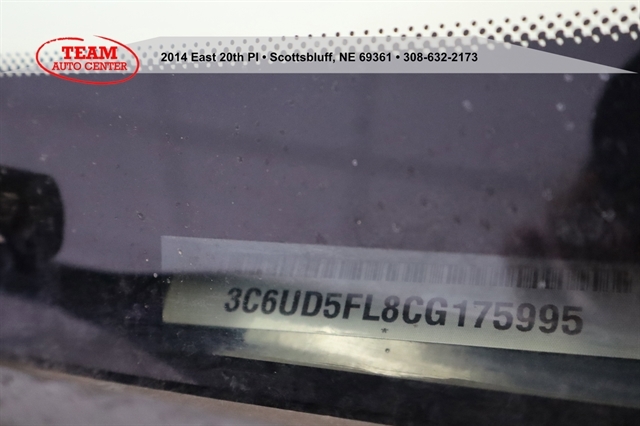 TEAM
AUTO CENTER
2014 East 20th Pl • Scottsbluff, NE 69361 • 308-632-2173
3C6UD5FL8CG175995